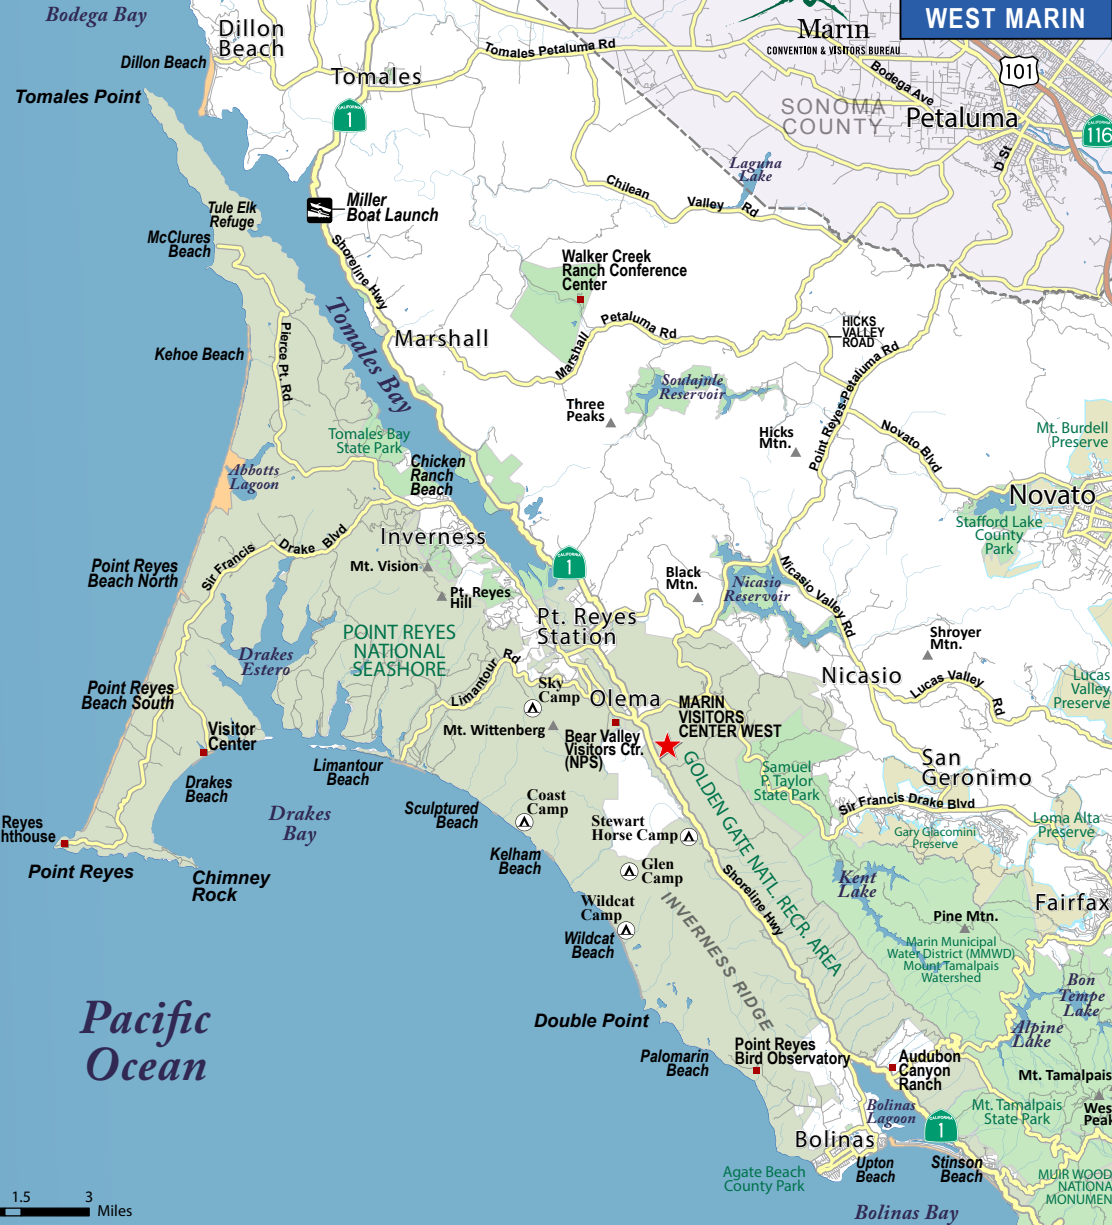 Bodega Bay
Dillon
Beach
Dillon Beach
Tomales Point
Tomales
CALIFORNIA
1
Tomales Petaluma Rd
Marin
CONVENTION & VISITORS BUREAU
WEST MARIN
101
Bodega Ave
SONOMA
COUNTY
Petaluma
CALIFORNIA
116
D St
Laguna
Lake
Chilean
Valley
Rd
Miller
Boat Launch
Tule Elk
Refuge
McClures
Beach
Shoreline Hwy
Walker Creek
Ranch Conference
Center
Tomales Bay
Pierce Pt. Rd
Kehoe Beach
Marshall
Marshall
Petaluma Rd
HICKS
VALLEY
ROAD
Point Reyes-Petaluma Rd
Soulajule
Reservoir
Three
Peaks
Hicks
Mtn.
Novato Blvd
Mt. Burdell
Preserve
Tomales Bay
State Park
Chicken
Ranch
Beach
Abbotts
Lagoon
Novato
Stafford Lake
County
Park
Inverness
Sir Francis
Drake
Blvd
Point Reyes
Beach North
Mt. Vision
Pt. Reyes
Hill
CALIFORNIA
1
Black
Mtn.
Nicasio
Reservoir
Nicasio Valley Rd
Pt. Reyes
Station
POINT REYES
NATIONAL
SEASHORE
Drakes
Estero
Shroyer
Mtn.
Nicasio
Lucas Valley
Rd
Lucas
Valley
Preserve
Limantour
Rd
Sky
Camp
Olema
Point Reyes
Beach South
Visitor
Center
Mt. Wittenberg
Bear Valley
Visitors Ctr.
(NPS)
MARIN
VISITORS
CENTER WEST
San
Geronimo
Limantour
Beach
Drakes
Beach
Samuel
P. Taylor
State Park
Sir Francis Drake Blvd
GOLDEN GATE NATL. RECR. AREA
Drakes
Bay
Sculptured
Beach
Coast
Camp
Stewart
Horse Camp
Gary Giacomini
Preserve
Loma Alta
Preserve
Reyes
hthouse
Point Reyes
Chimney
Rock
Kelham
Beach
Glen
Camp
Shoreline Hwy
Kent
Lake
Fairfax
Wildcat
Camp
Wildcat
Beach
INVERNESS RIDGE
Pine Mtn.
Marin Municipal
Water District (MMWD)
Mount Tamalpais
Watershed
Bon
Tempe
Lake
Pacific
Ocean
Double Point
Alpine
Lake
Palomarin
Beach
Point Reyes
Bird Observatory
Audubon
Canyon
Ranch
Mt. Tamalpais
Wes
Peak
Bolinas
Lagoon
Mt. Tamalpais
State Park
CALIFORNIA
1
Bolinas
Agate Beach
County Park
Upton
Beach
Stinson
Beach
MUIR WOOD
NATIONA
MONUMEN
1.5
3
Miles
Bolinas Bay